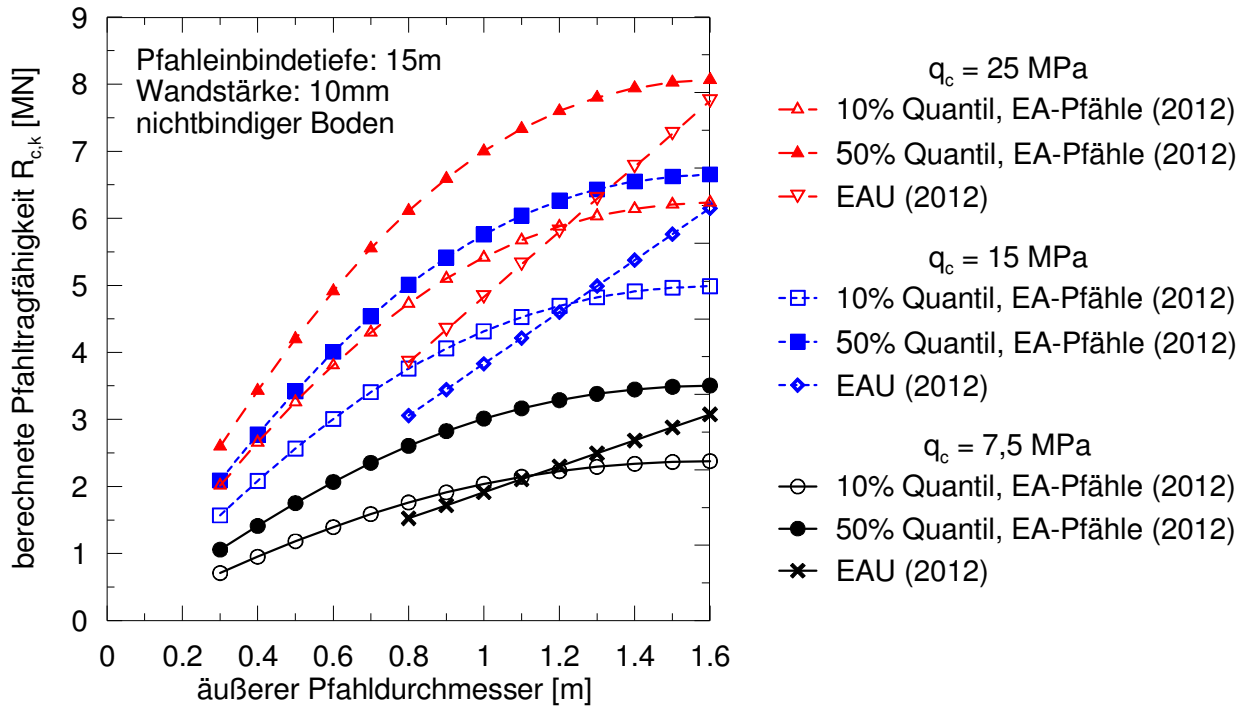 9
8
7
6
5
4
3
2
1
0
berechnete Pfahltragfähigkeit R_c,k [MN]
Pfahleinbindetiefe: 15m
Wandstärke: 10mm
nichtbindiger Boden
0 0.2 0.4 0.6 0.8 1 1.2 1.4 1.6
äußerer Pfahldurchmesser [m]
q_c = 25 MPa
10% Quantil, EA-Pfähle (2012)
50% Quantil, EA-Pfähle (2012)
EAU (2012)
q_c = 15 MPa
10% Quantil, EA-Pfähle (2012)
50% Quantil, EA-Pfähle (2012)
EAU (2012)
q_c = 7,5 MPa
10% Quantil, EA-Pfähle (2012)
50% Quantil, EA-Pfähle (2012)
EAU (2012)